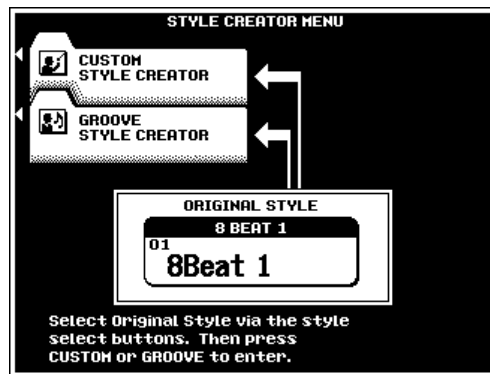 STYLE CREATOR MENU
CUSTOM
STYLE CREATOR
GROOVE
STYLE CREATOR
ORIGINAL STYLE
8 BEAT 1
01
8Beat 1
Select Original Style via the style
select buttons. Then press
CUSTOM or GROOVE to enter.